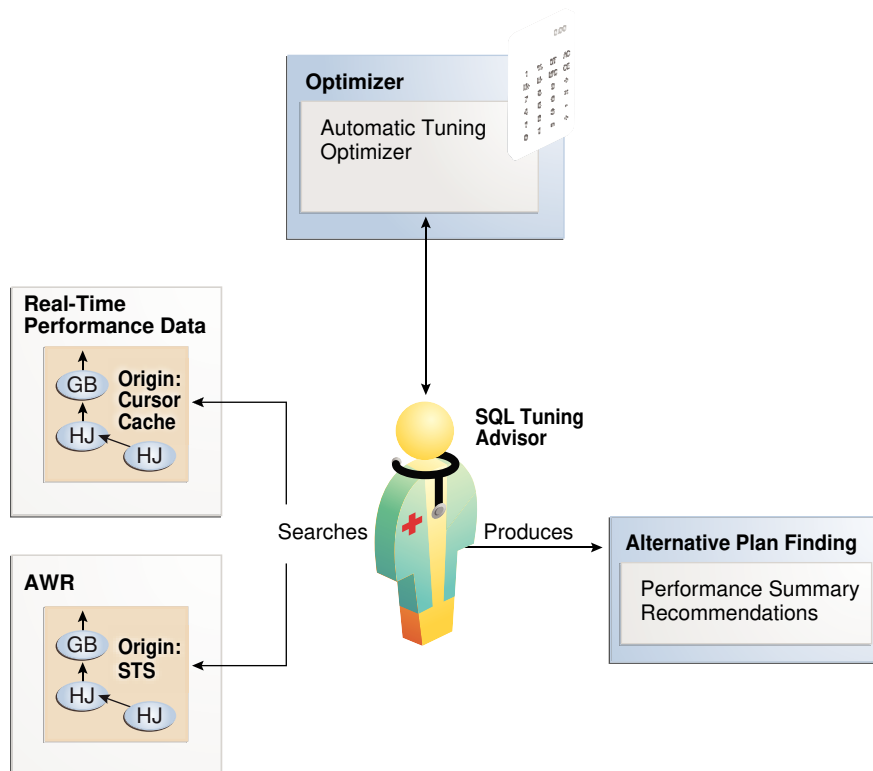 Optimizer
Automatic Tuning
Optimizer
Real-Time
Performance Data
GB
HJ
HJ
Origin:
Cursor
Cache
SQL Tuning
Advisor
Searches
Produces
Alternative Plan Finding
Performance Summary
Recommendations
AWR
GB
HJ
HJ
Origin:
STS